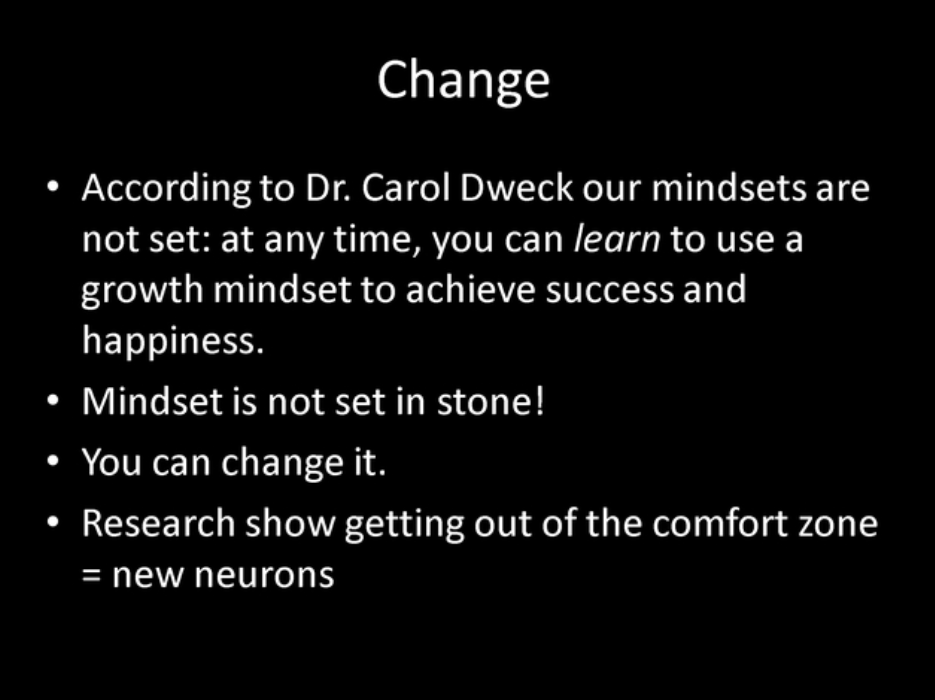 Change
• According to Dr. Carol Dweck our mindsets are
not set: at any time, you can learn to use a
growth mindset to achieve success and
happiness.
• Mindset is not set in stone!
• You can change it.
• Research show getting out of the comfort zone
= new neurons